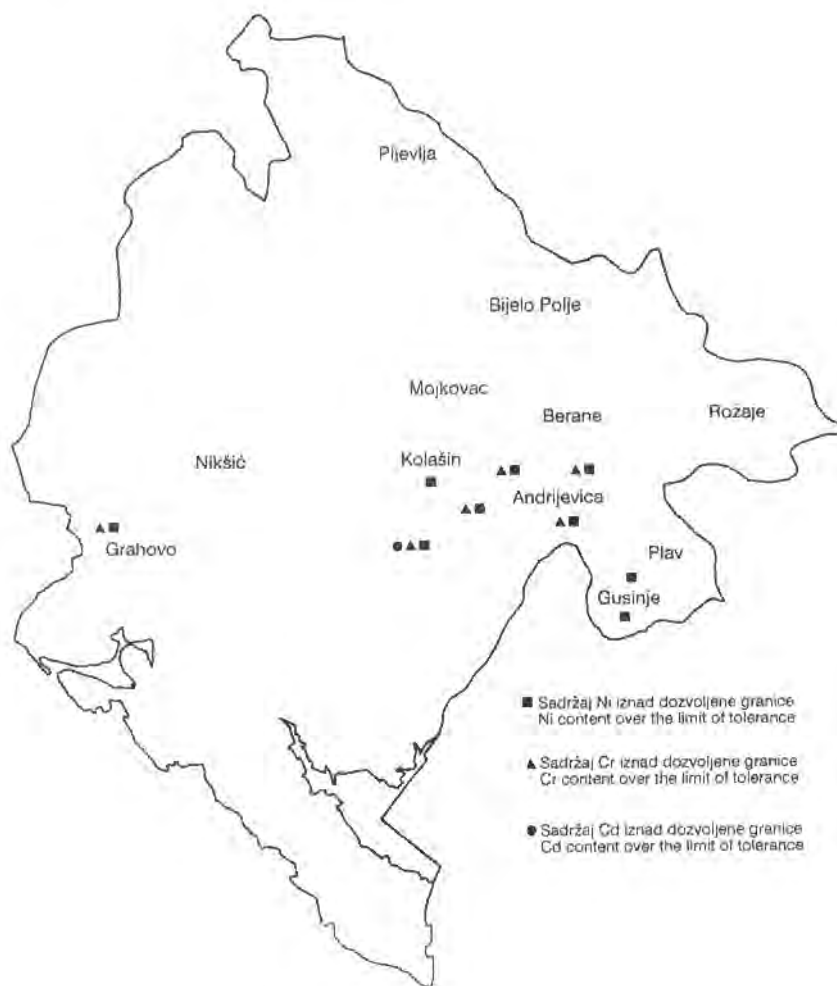 Pljevlja
Bijelo Polje
Mojkovac
Berane
Rožaje
Nikšić
Kolašin
Andrijevica
Grahovo
Plav
Gusinje
Sadržaj Ni iznad dozvoljene granice
Ni content over the limit of tolerance
Sadržaj Cr iznad dozvoljene granice
Cr content over the limit of tolerance
Sadržaj Cd iznad dozvoljene granice
Cd content over the limit of tolerance